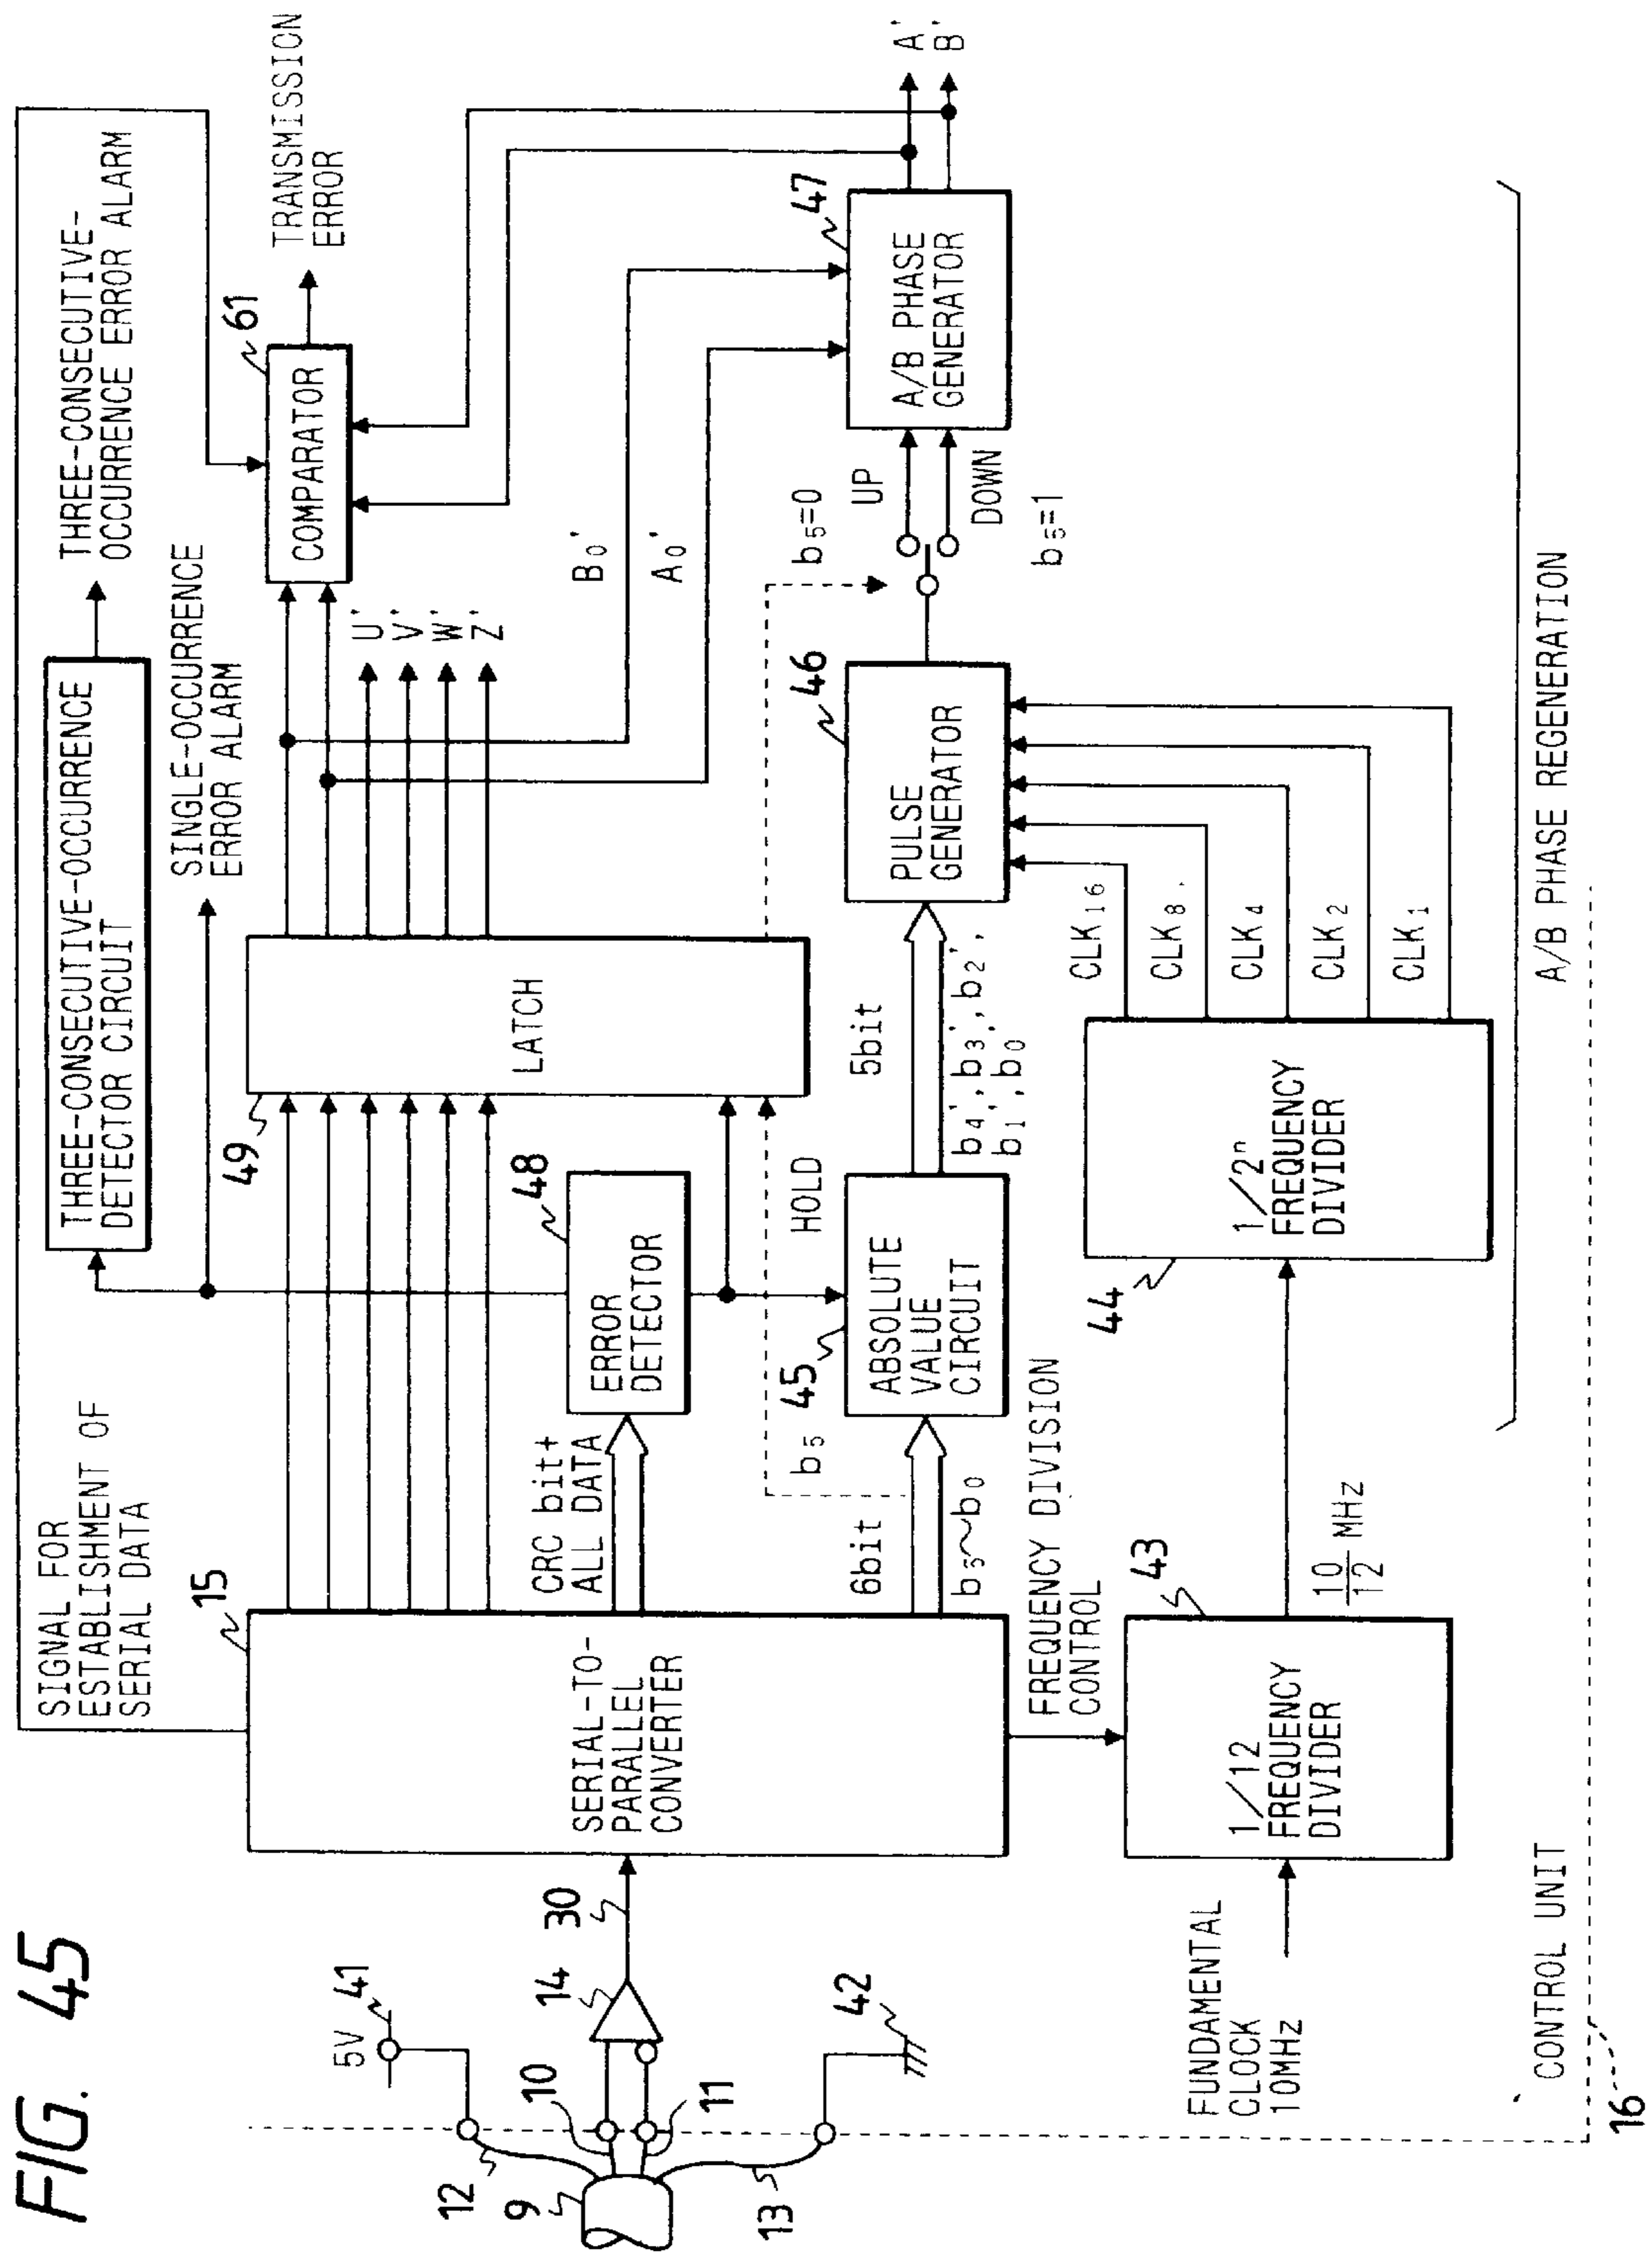 FIG. 45
SIGNAL FOR
ESTABLISHMENT OF
SERIAL DATA
THREE-CONSECUTIVE-OCCURRENCE
DETECTOR CIRCUIT
THREE-CONSECUTIVE-
OCCURRENCE ERROR ALARM
SINGLE-OCCURRENCE
ERROR ALARM
61
COMPARATOR
TRANSMISSION
ERROR
5V
41
15
49
LATCH
U'
V'
W'
Z'
B₀'
A₀'
12
10
14
30
9
11
13
42
SERIAL-TO-
PARALLEL
CONVERTER
CRC bit+
ALL DATA
48
ERROR
DETECTOR
b₅
HOLD
6bit
b₅~b₀
45
ABSOLUTE
VALUE
CIRCUIT
5bit
b₄',b₃',b₂',
b₁',b₀
46
PULSE
GENERATOR
b₅=0
UP
DOWN
b₅=1
47
A/B PHASE
GENERATOR
A'
B'
FREQUENCY DIVISION
CONTROL
FUNDAMENTAL
CLOCK
10MHz
43
1/12
FREQUENCY
DIVIDER
10/12 MHz
44
1/2ⁿ
FREQUENCY
DIVIDER
CLK₁₆
CLK₈
CLK₄
CLK₂
CLK₁
CONTROL UNIT
A/B PHASE REGENERATION
16